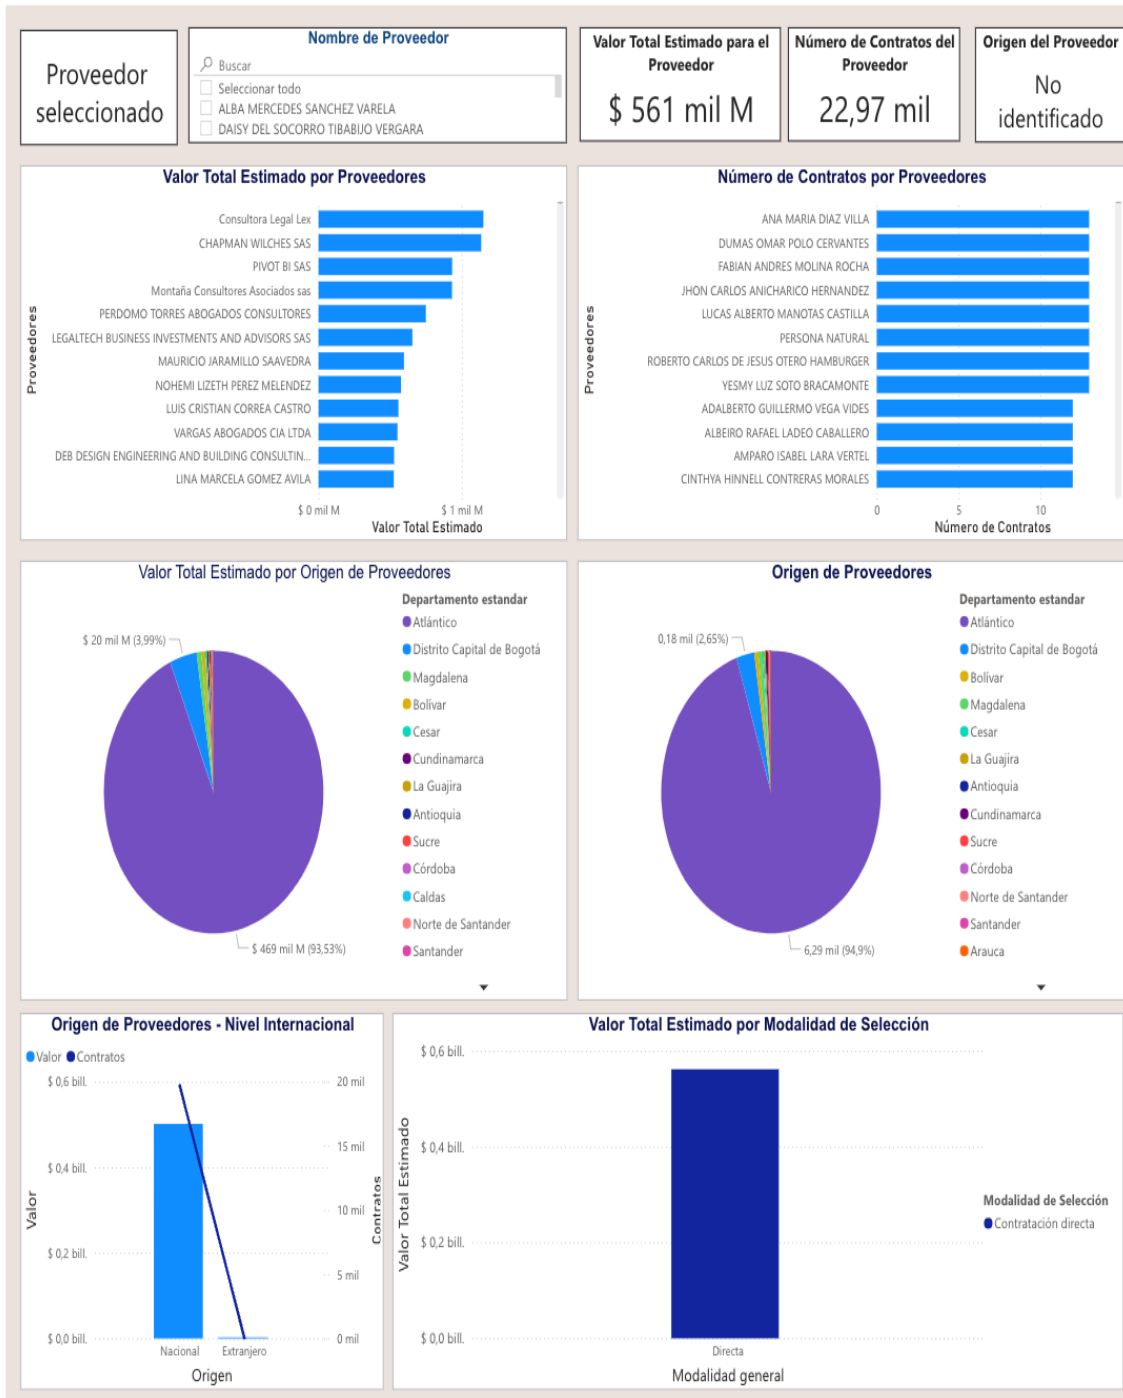 Proveedor
seleccionado
Nombre de Proveedor
Buscar
Seleccionar todo
ALBA MERCEDES SANCHEZ VARELA
DAISY DEL SOCORRO TIBABIJO VERGARA
Valor Total Estimado para el
Proveedor
$ 561 mil M
Número de Contratos del
Proveedor
22,97 mil
Origen del Proveedor
No
identificado
Valor Total Estimado por Proveedores
Proveedores
Consultora Legal Lex
CHAPMAN WILCHES SAS
PIVOT BI SAS
Montaña Consultores Asociados sas
PERDOMO TORRES ABOGADOS CONSULTORES
LEGALTECH BUSINESS INVESTMENTS AND ADVISORS SAS
MAURICIO JARAMILLO SAAVEDRA
NOHEMI LIZETH PEREZ MELENDEZ
LUIS CRISTIAN CORREA CASTRO
VARGAS ABOGADOS CIA LTDA
DEB DESIGN ENGINEERING AND BUILDING CONSULTIN...
LINA MARCELA GOMEZ AVILA
$ 0 mil M
$ 1 mil M
Valor Total Estimado
Número de Contratos por Proveedores
Proveedores
ANA MARIA DIAZ VILLA
DUMAS OMAR POLO CERVANTES
FABIAN ANDRES MOLINA ROCHA
JHON CARLOS ANICHARICO HERNANDEZ
LUCAS ALBERTO MANOTAS CASTILLA
PERSONA NATURAL
ROBERTO CARLOS DE JESUS OTERO HAMBURGER
YESMY LUZ SOTO BRACAMONTE
ADALBERTO GUILLERMO VEGA VIDES
ALBEIRO RAFAEL LADEO CABALLERO
AMPARO ISABEL LARA VERTEL
CINTHYA HINNELL CONTRERAS MORALES
0
5
10
Número de Contratos
Valor Total Estimado por Origen de Proveedores
$ 20 mil M (3,99%)
$ 469 mil M (93,53%)
Departamento estandar
Atlántico
Distrito Capital de Bogotá
Magdalena
Bolívar
Cesar
Cundinamarca
La Guajira
Antioquia
Sucre
Córdoba
Caldas
Norte de Santander
Santander
Origen de Proveedores
0,18 mil (2,65%)
6,29 mil (94,9%)
Departamento estandar
Atlántico
Distrito Capital de Bogotá
Bolívar
Magdalena
Cesar
La Guajira
Antioquia
Cundinamarca
Sucre
Córdoba
Norte de Santander
Santander
Arauca
Origen de Proveedores - Nivel Internacional
Valor
Contratos
Valor
$ 0,6 bill.
$ 0,4 bill.
$ 0,2 bill.
$ 0,0 bill.
20 mil
15 mil
10 mil
5 mil
0 mil
Contratos
Nacional
Extranjero
Origen
Valor Total Estimado por Modalidad de Selección
Valor Total Estimado
$ 0,6 bill.
$ 0,4 bill.
$ 0,2 bill.
$ 0,0 bill.
Directa
Modalidad general
Modalidad de Selección
Contratación directa